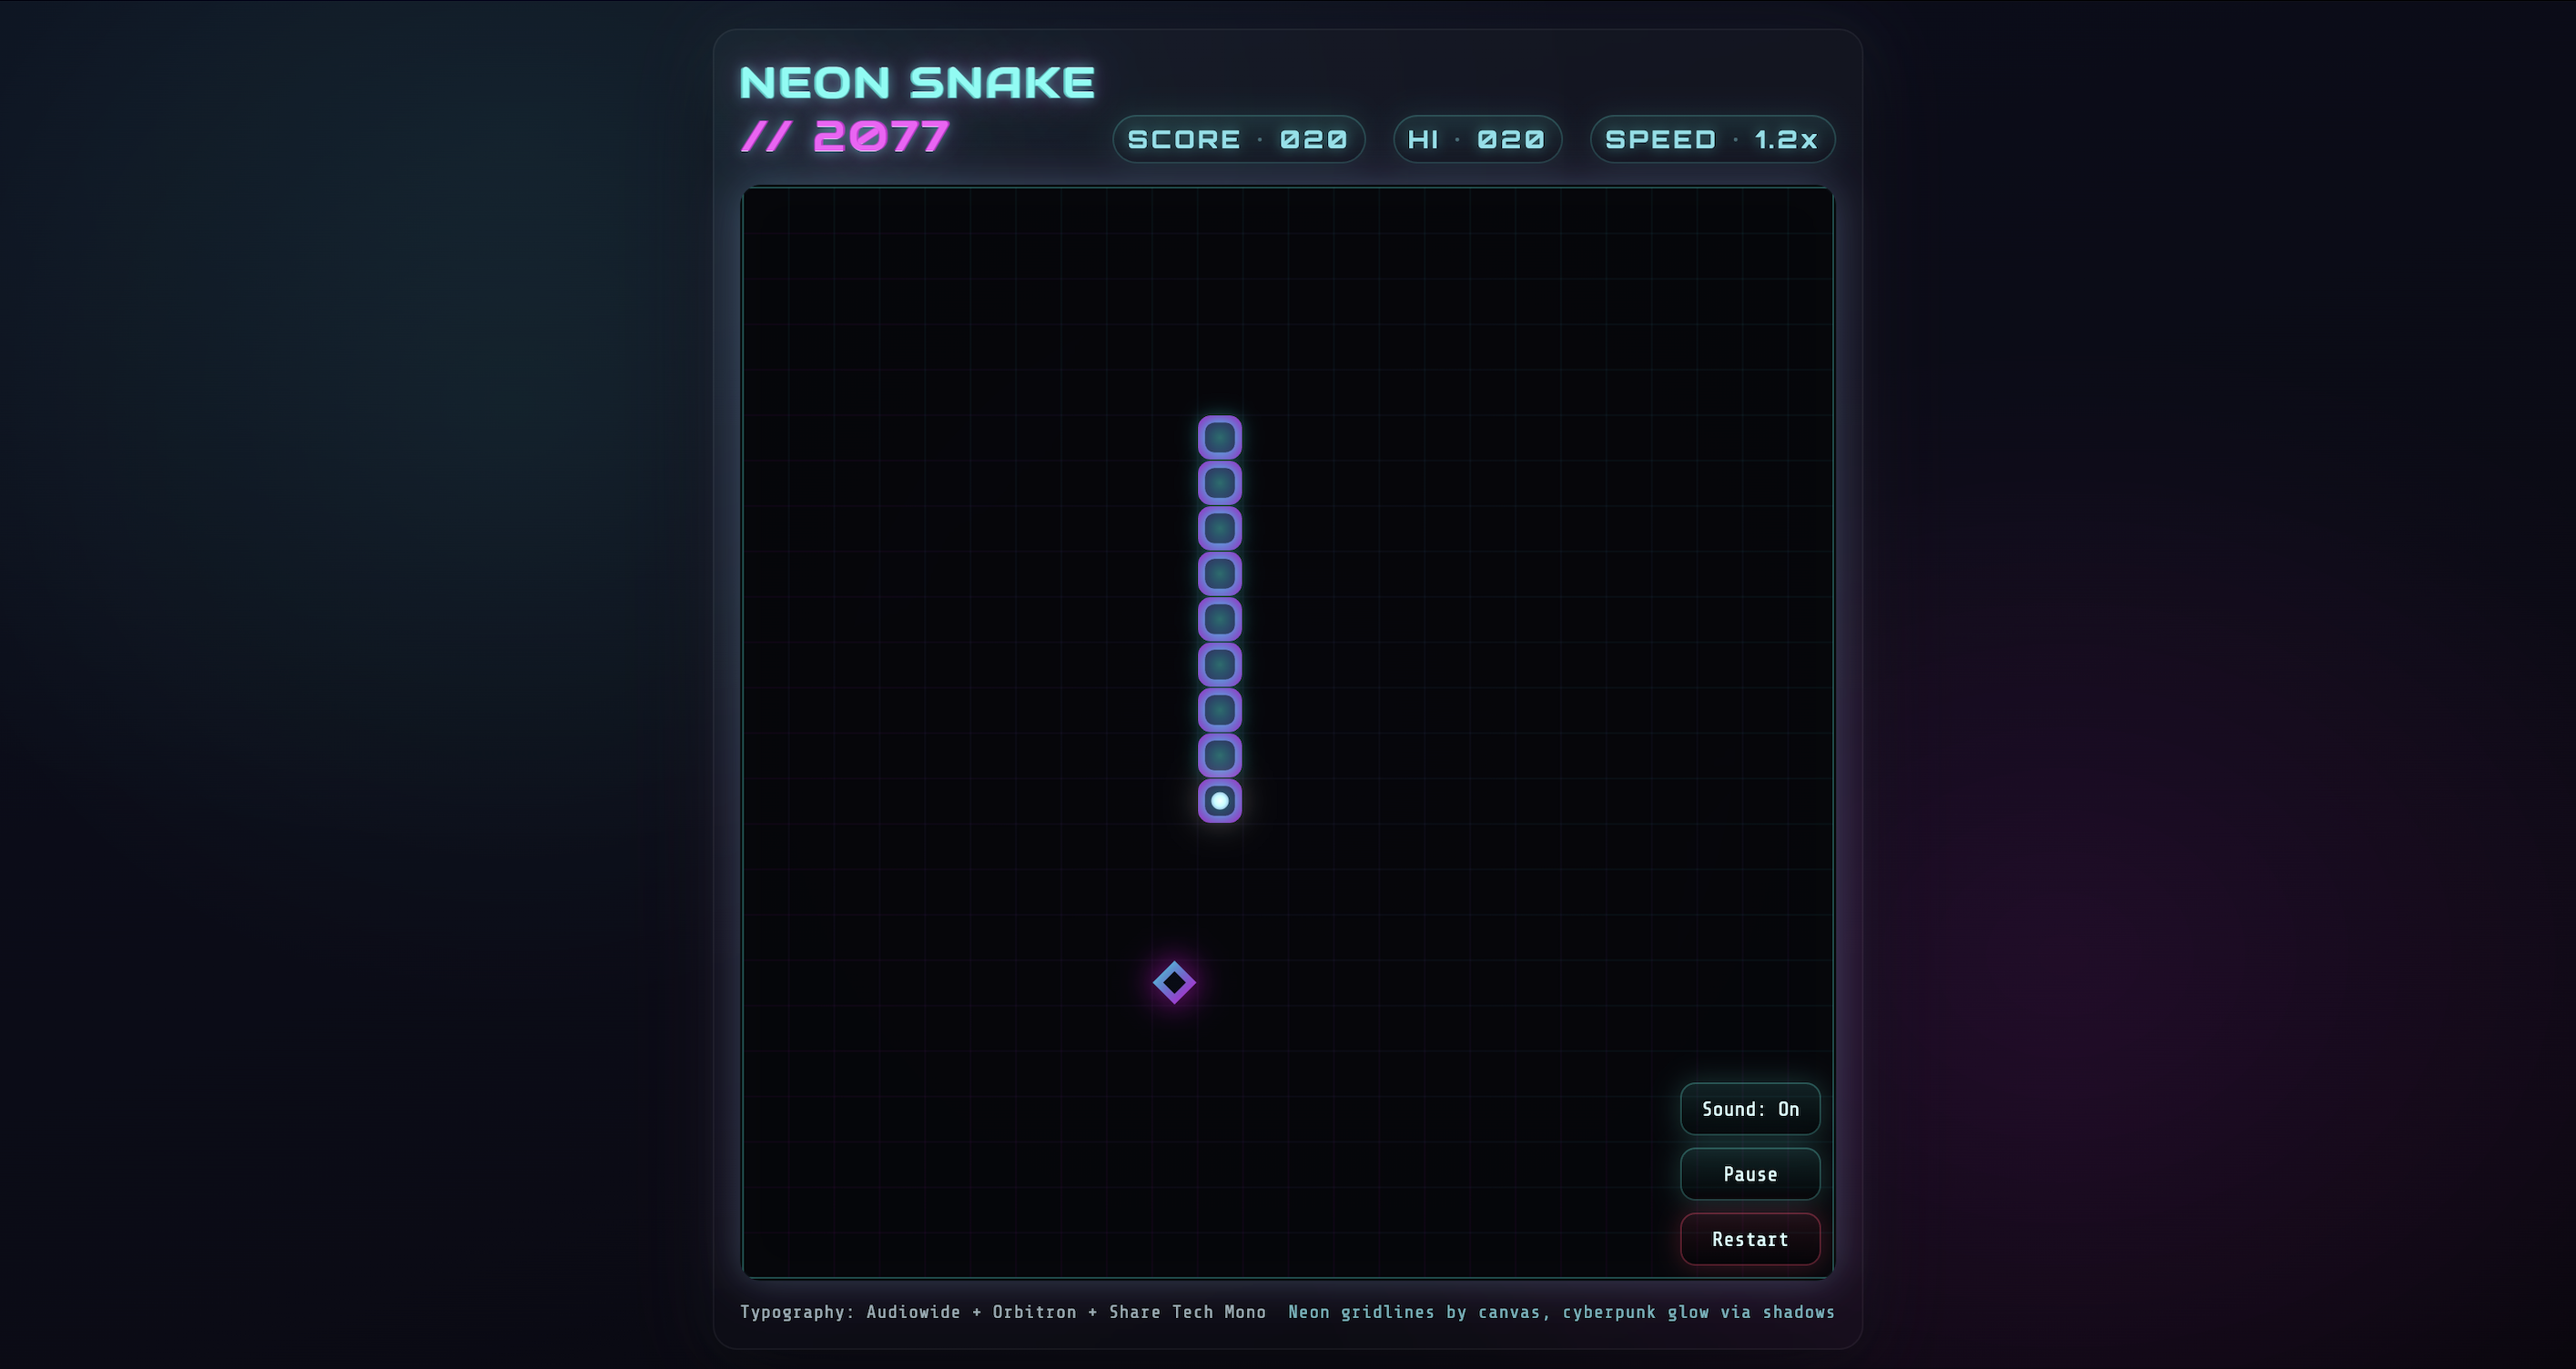 NEON SNAKE
// 2077
SCORE · 020
HI · 020
SPEED · 1.2x
Sound: On
Pause
Restart
Typography: Audiowide + Orbitron + Share Tech Mono
Neon gridlines by canvas, cyberpunk glow via shadows